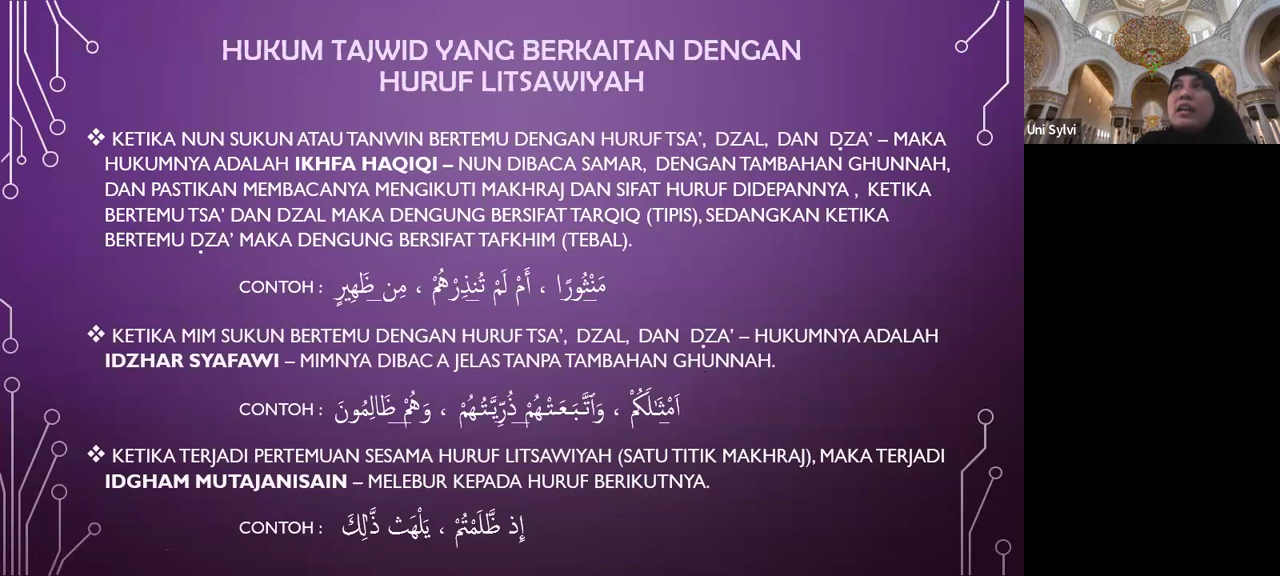 HUKUM TAJWID YANG BERKAITAN DENGAN
HURUF LITSAWIYAH
❖ KETIKA NUN SUKUN ATAU TANWIN BERTEMU DENGAN HURUF TSA', DZAL, DAN ḌZA' – MAKA
HUKUMNYA ADALAH IKHFA HAQIQI – NUN DIBACA SAMAR, DENGAN TAMBAHAN GHUNNAH,
DAN PASTIKAN MEMBACANYA MENGIKUTI MAKHRAJ DAN SIFAT HURUF DIDEPANNYA , KETIKA
BERTEMU TSA' DAN DZAL MAKA DENGUNG BERSIFAT TARQIQ (TIPIS), SEDANGKAN KETIKA
BERTEMU ḌZA' MAKA DENGUNG BERSIFAT TAFKHIM (TEBAL).
CONTOH : مَنْثُورًا ، أَمْ لَمْ تُنذِرْهُمْ ، مِن ظَهِيرٍ
❖ KETIKA MIM SUKUN BERTEMU DENGAN HURUF TSA', DZAL, DAN ḌZA' – HUKUMNYA ADALAH
IDZHAR SYAFAWI – MIMNYA DIBAC A JELAS TANPA TAMBAHAN GHUNNAH.
CONTOH : اَمْثَـٰلَكُمْ ، وَٱتَّبَعَتْهُمْ ذُرِّيَّتُهُمْ ، وَهُمْ ظَالِمُونَ
❖ KETIKA TERJADI PERTEMUAN SESAMA HURUF LITSAWIYAH (SATU TITIK MAKHRAJ), MAKA TERJADI
IDGHAM MUTAJANISAIN – MELEBUR KEPADA HURUF BERIKUTNYA.
CONTOH : إِذ ظَّلَمْتُمْ ، يَلْهَث ذَّٰلِكَ
Uni Sylvi